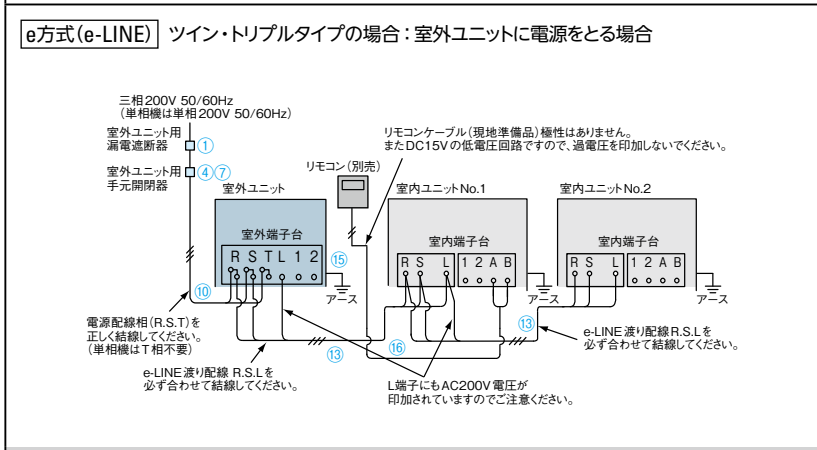 e方式(e-LINE) ツイン・トリプルタイプの場合：室外ユニットに電源をとる場合
三相200V 50/60Hz
(単相機は単相200V 50/60Hz)
室外ユニット用
漏電遮断器
①
室外ユニット用
手元開閉器
④⑦
リモコンケーブル(現地準備品)極性はありません。
またDC15Vの低電圧回路ですので、過電圧を印加しないでください。
リモコン(別売)
室外ユニット
室外端子台
R S T L 1 2
⑮
アース
室内ユニットNo.1
室内端子台
R S L 1 2 A B
アース
室内ユニットNo.2
室内端子台
R S L 1 2 A B
アース
⑩
電源配線相(R.S.T)を
正しく結線してください。
(単相機はT相不要)
e-LINE渡り配線 R.S.Lを
必ず合わせて結線してください。
⑬
⑯
L端子にもAC200V電圧が
印加されていますのでご注意ください。
⑬
e-LINE渡り配線R.S.Lを
必ず合わせて結線してください。